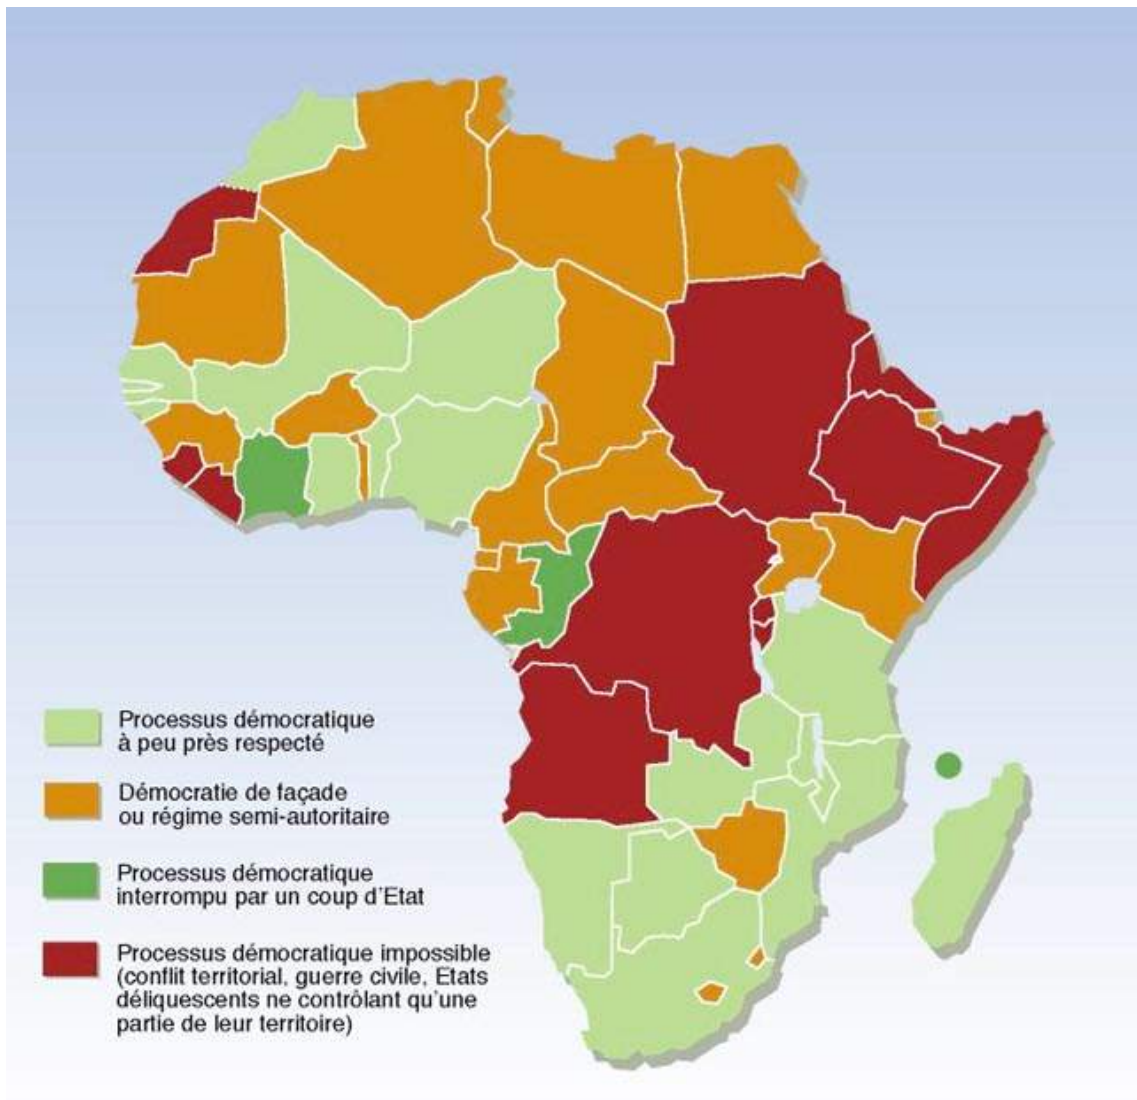 Processus démocratique
à peu près respecté
Démocratie de façade
ou régime semi-autoritaire
Processus démocratique
interrompu par un coup d'Etat
Processus démocratique impossible
(conflit territorial, guerre civile, Etats
déliquescents ne contrôlant qu'une
partie de leur territoire)